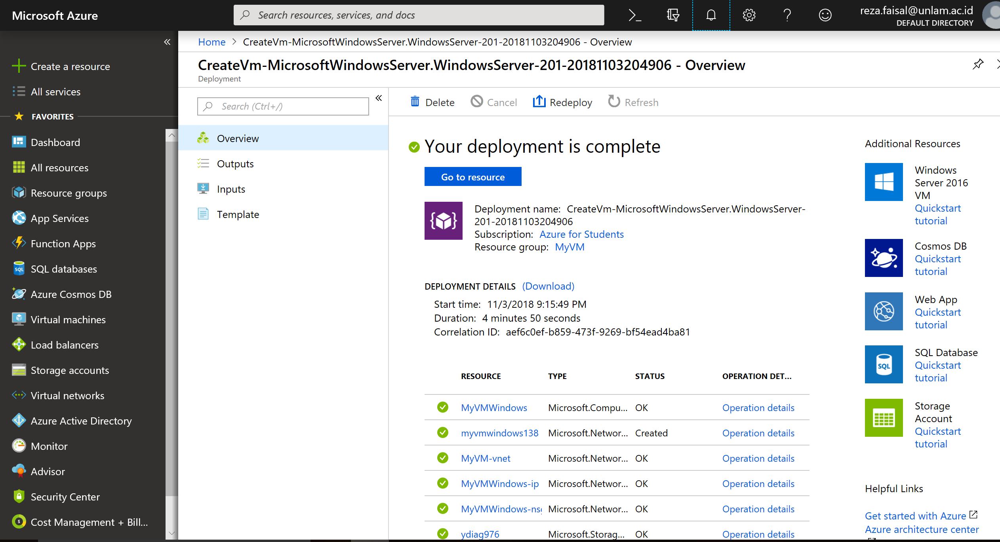 Microsoft Azure
Search resources, services, and docs
reza.faisal@unlam.ac.id
DEFAULT DIRECTORY
Create a resource
All services
FAVORITES
Dashboard
All resources
Resource groups
App Services
Function Apps
SQL databases
Azure Cosmos DB
Virtual machines
Load balancers
Storage accounts
Virtual networks
Azure Active Directory
Monitor
Advisor
Security Center
Cost Management + Bill...
Home > CreateVm-MicrosoftWindowsServer.WindowsServer-201-20181103204906 - Overview
CreateVm-MicrosoftWindowsServer.WindowsServer-201-20181103204906 - Overview
Deployment
Search (Ctrl+/)
Overview
Outputs
Inputs
Template
Delete Cancel Redeploy Refresh
Your deployment is complete
Go to resource
Deployment name: CreateVm-MicrosoftWindowsServer.WindowsServer-
201-20181103204906
Subscription: Azure for Students
Resource group: MyVM
DEPLOYMENT DETAILS (Download)
Start time: 11/3/2018 9:15:49 PM
Duration: 4 minutes 50 seconds
Correlation ID: aef6c0ef-b859-473f-9269-bf54ead4ba81
RESOURCE TYPE STATUS OPERATION DET...
MyVMWindows Microsoft.Compu... OK Operation details
myvmwindows138 Microsoft.Networ... Created Operation details
MyVM-vnet Microsoft.Networ... OK Operation details
MyVMWindows-ip Microsoft.Networ... OK Operation details
MyVMWindows-nsg Microsoft.Networ... OK Operation details
ydiag976 Microsoft.Storag... OK Operation details
Additional Resources
Windows
Server 2016
VM
Quickstart
tutorial
Cosmos DB
Quickstart
tutorial
Web App
Quickstart
tutorial
SQL Database
Quickstart
tutorial
Storage
Account
Quickstart
tutorial
Helpful Links
Get started with Azure
Azure architecture center